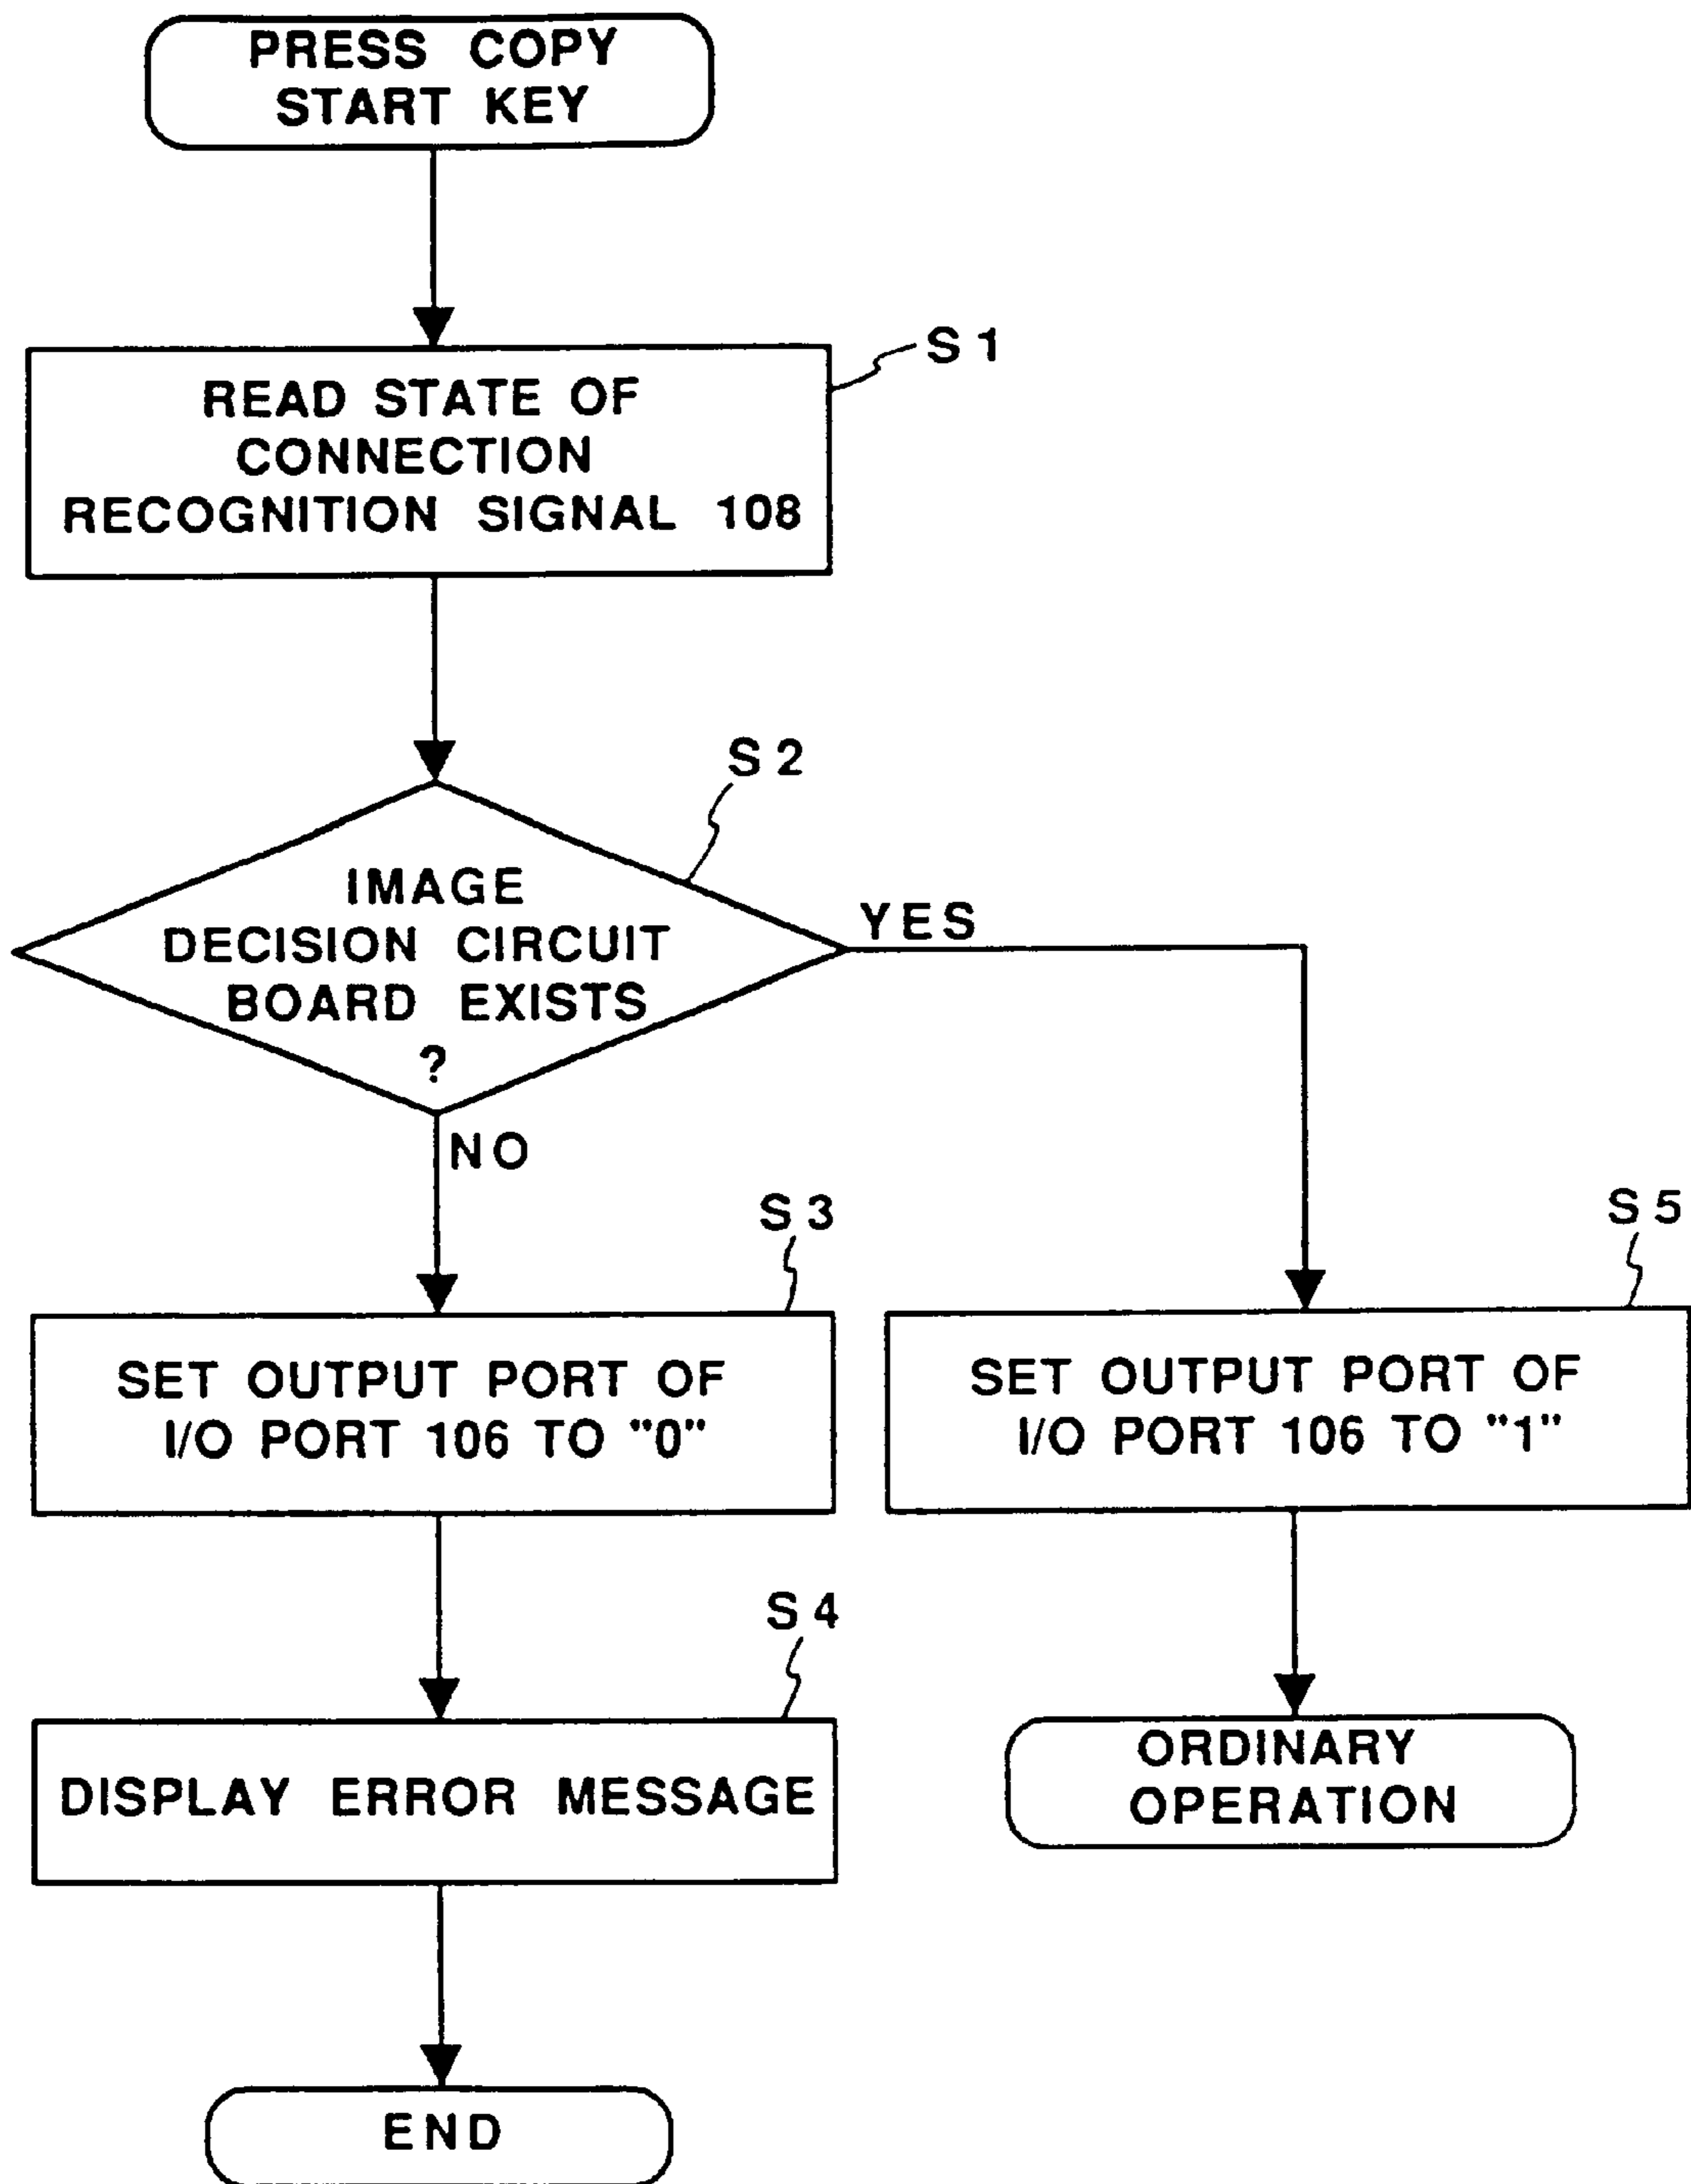 PRESS COPY
START KEY
S1
READ STATE OF
CONNECTION
RECOGNITION SIGNAL 108
S2
IMAGE
DECISION CIRCUIT
BOARD EXISTS
?
YES
NO
S3
SET OUTPUT PORT OF
I/O PORT 106 TO "0"
S5
SET OUTPUT PORT OF
I/O PORT 106 TO "1"
S4
DISPLAY ERROR MESSAGE
ORDINARY
OPERATION
END